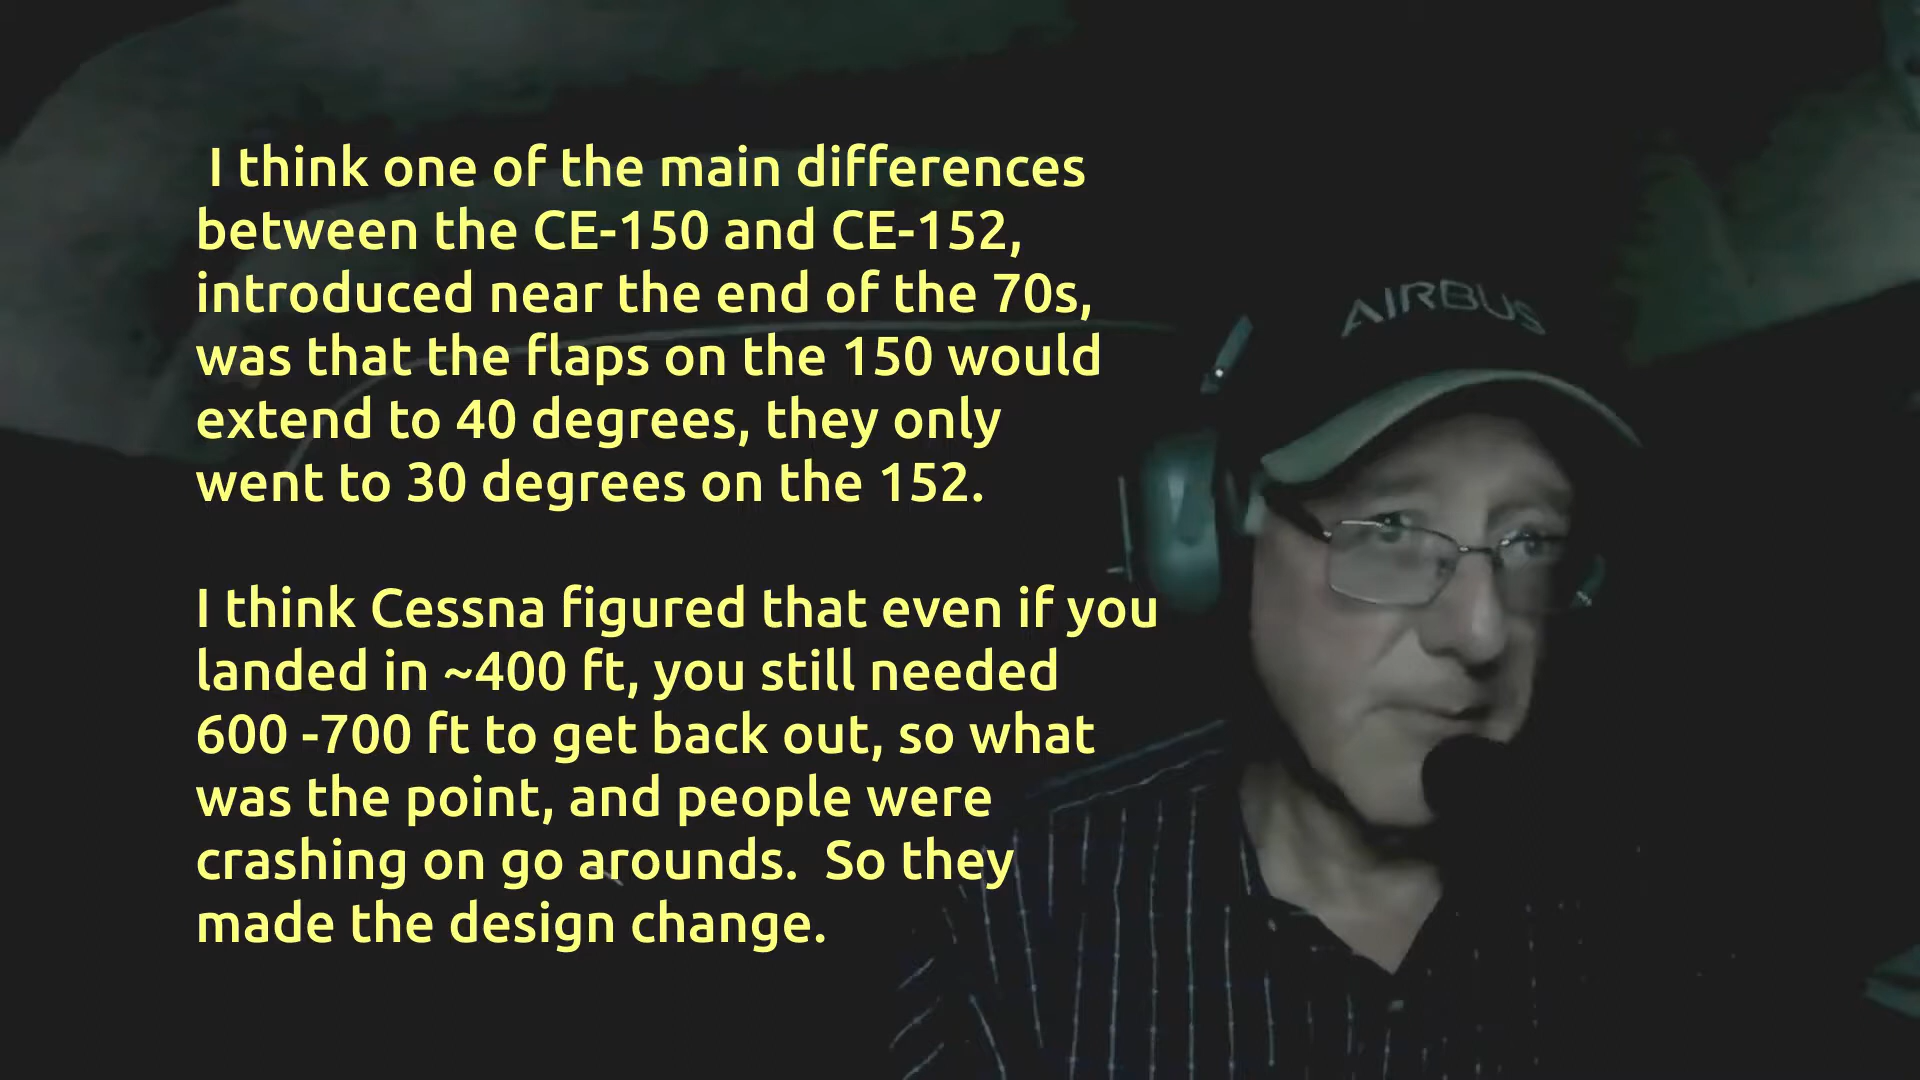 I think one of the main differences
between the CE-150 and CE-152,
introduced near the end of the 70s,
was that the flaps on the 150 would
extend to 40 degrees, they only
went to 30 degrees on the 152.
I think Cessna figured that even if you
landed in ~400 ft, you still needed
600 -700 ft to get back out, so what
was the point, and people were
crashing on go arounds.  So they
made the design change.
AIRBUS